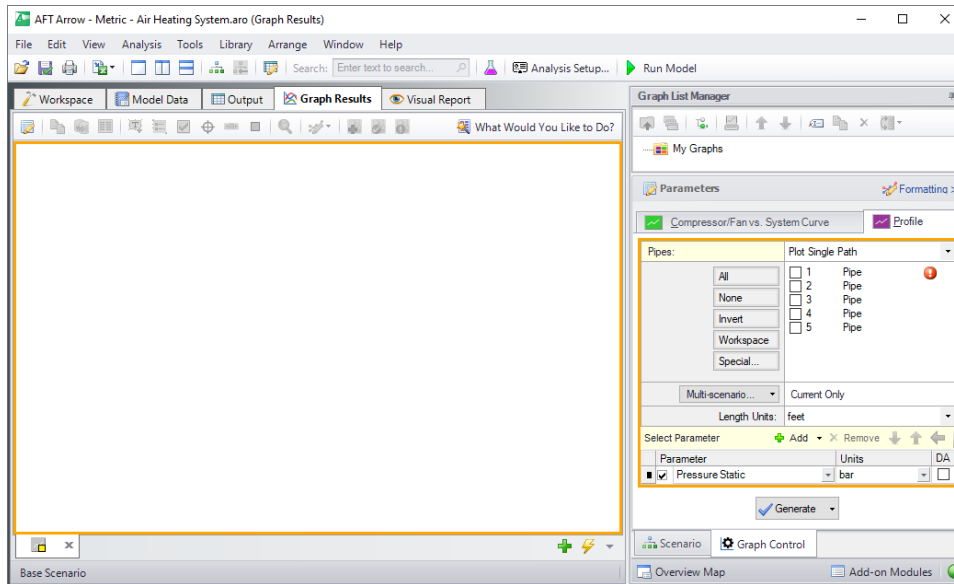 AFT Arrow - Metric - Air Heating System.aro (Graph Results)
File Edit View Analysis Tools Library Arrange Window Help
Search: Enter text to search... Analysis Setup... Run Model
Workspace Model Data Output Graph Results Visual Report
What Would You Like to Do?
Base Scenario
Graph List Manager
My Graphs
Parameters Formatting >
Compressor/Fan vs. System Curve Profile
Pipes: Plot Single Path
All
None
Invert
Workspace
Special...
1 Pipe
2 Pipe
3 Pipe
4 Pipe
5 Pipe
Multi-scenario... Current Only
Length Units: feet
Select Parameter Add Remove
Parameter Units DA
Pressure Static bar
Generate
Scenario Graph Control
Overview Map Add-on Modules